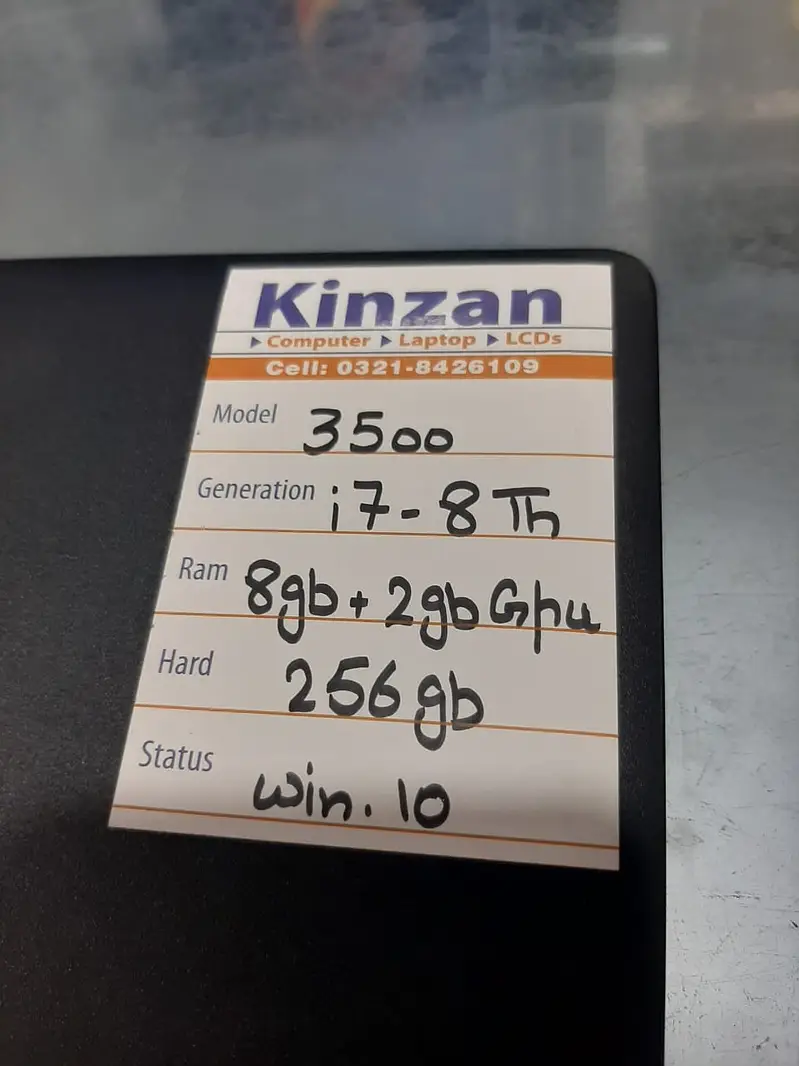 Kinzan
Computer Laptop LCDs
Cell: 0321-8426109
Model 3500
Generation i7-8Th
Ram 8gb+2gb Gpu
Hard 256gb
Status win.10